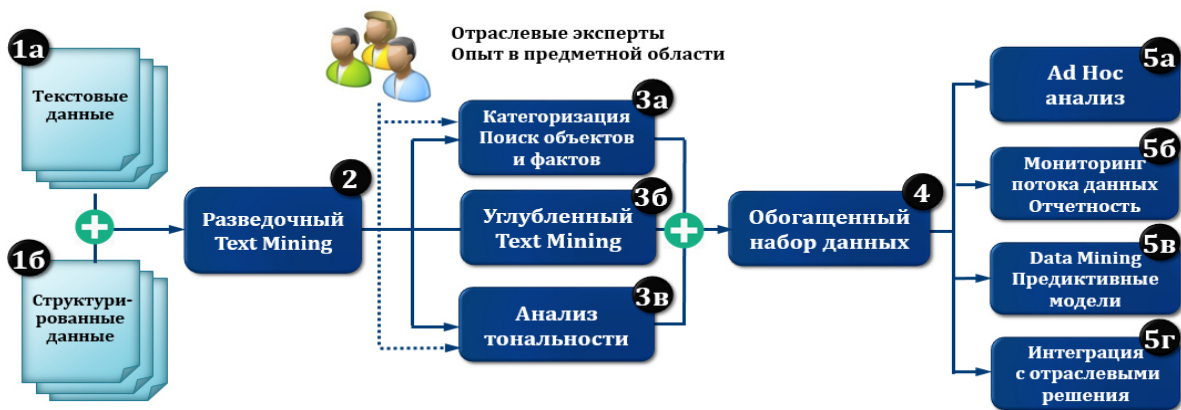 1а
Текстовые
данные
1б
Структури-
рованные
данные
Отраслевые эксперты
Опыт в предметной области
2
Разведочный
Text Mining
3а
Категоризация
Поиск объектов
и фактов
3б
Углубленный
Text Mining
3в
Анализ
тональности
4
Обогащенный
набор данных
5а
Ad Hoc
анализ
5б
Мониторинг
потока данных
Отчетность
5в
Data Mining
Предиктивные
модели
5г
Интеграция
с отраслевыми
решения